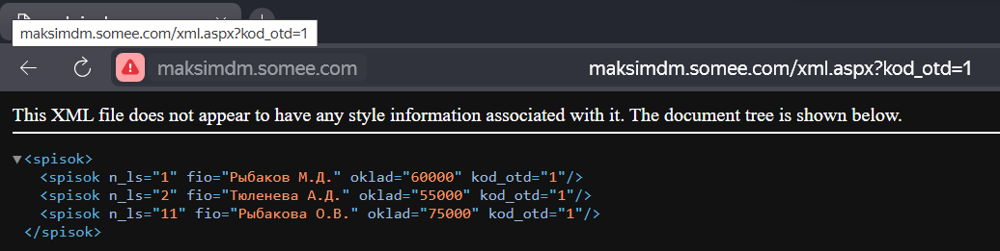 maksimdm.somee.com/xml.aspx?kod_otd=1
maksimdm.somee.com maksimdm.somee.com/xml.aspx?kod_otd=1
This XML file does not appear to have any style information associated with it. The document tree is shown below.
▼<spisok>
<spisok n_ls="1" fio="Рыбаков М.Д." oklad="60000" kod_otd="1"/>
<spisok n_ls="2" fio="Тюленева А.Д." oklad="55000" kod_otd="1"/>
<spisok n_ls="11" fio="Рыбакова О.В." oklad="75000" kod_otd="1"/>
</spisok>